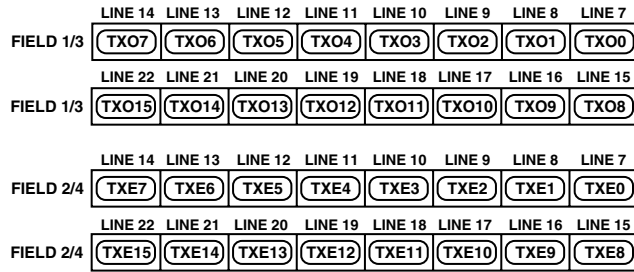 LINE 14 LINE 13 LINE 12 LINE 11 LINE 10 LINE 9 LINE 8 LINE 7
FIELD 1/3 TXO7 TXO6 TXO5 TXO4 TXO3 TXO2 TXO1 TXO0
LINE 22 LINE 21 LINE 20 LINE 19 LINE 18 LINE 17 LINE 16 LINE 15
FIELD 1/3 TXO15 TXO14 TXO13 TXO12 TXO11 TXO10 TXO9 TXO8
LINE 14 LINE 13 LINE 12 LINE 11 LINE 10 LINE 9 LINE 8 LINE 7
FIELD 2/4 TXE7 TXE6 TXE5 TXE4 TXE3 TXE2 TXE1 TXE0
LINE 22 LINE 21 LINE 20 LINE 19 LINE 18 LINE 17 LINE 16 LINE 15
FIELD 2/4 TXE15 TXE14 TXE13 TXE12 TXE11 TXE10 TXE9 TXE8